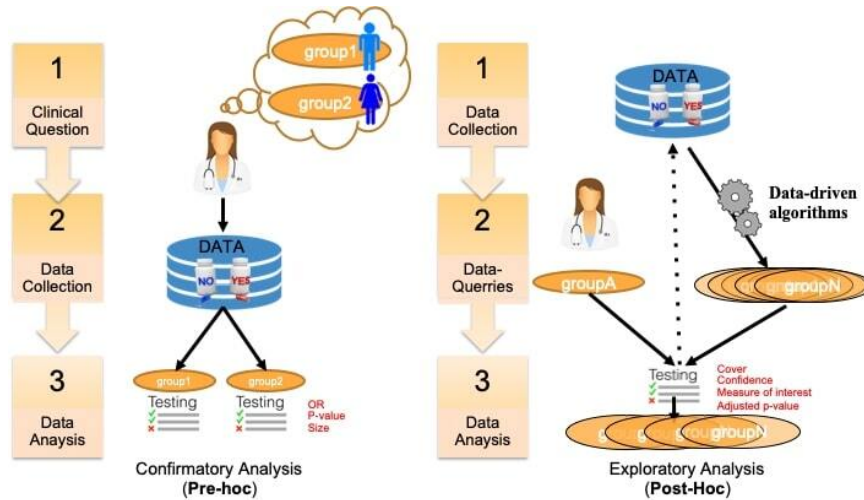 1
Clinical
Question
2
Data
Collection
3
Data
Anaysis
group1
group2
DATA
NO YES
group1 group2
Testing Testing
OR
P-value
Size
Confirmatory Analysis
(Pre-hoc)
1
Data
Collection
2
Data-
Querries
3
Data
Anaysis
DATA
NO YES
Data-driven
algorithms
groupA
groupN
Testing
Cover
Confidence
Measure of interest
Adjusted p-value
groupN
Exploratory Analysis
(Post-Hoc)